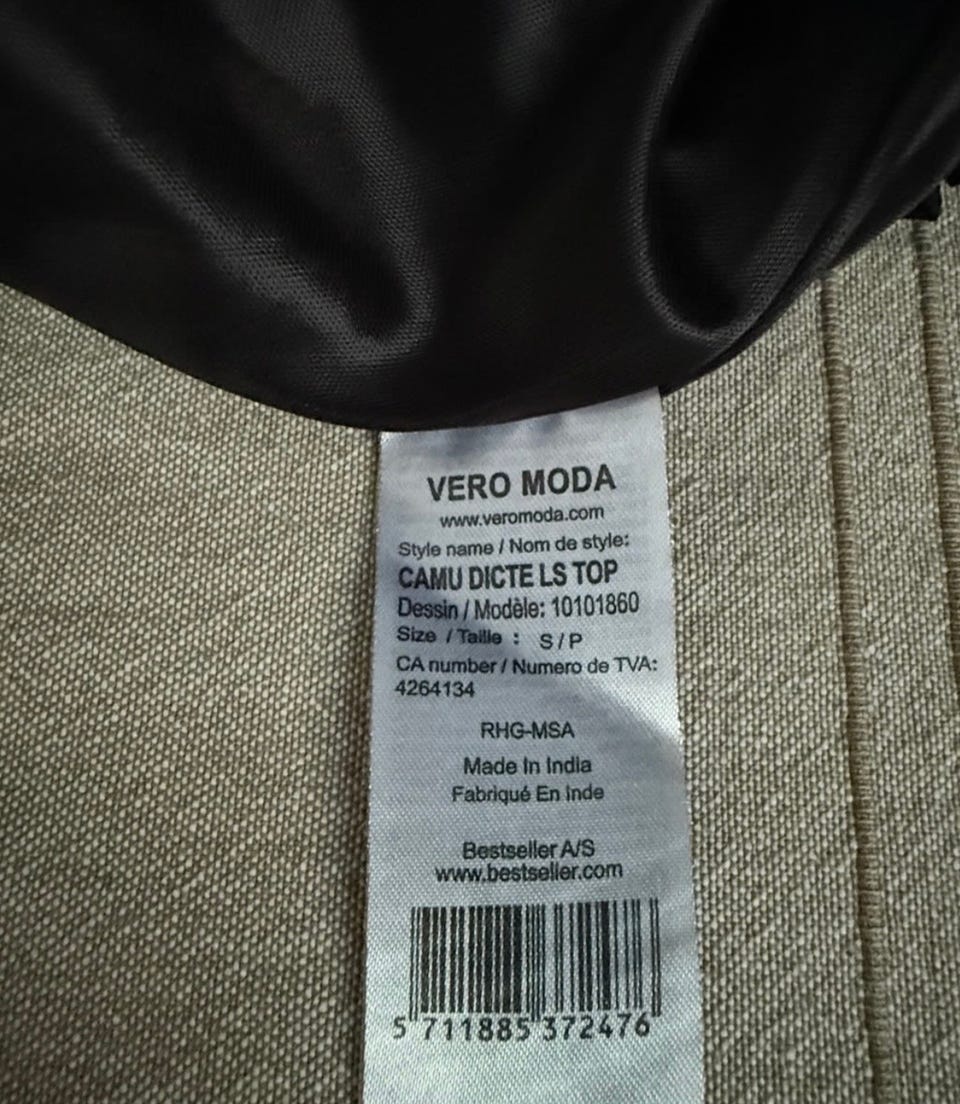 VERO MODA
www.veromoda.com
Style name / Nom de style:
CAMU DICTE LS TOP
Dessin / Modèle: 10101860
Size / Taille : S / P
CA number / Numero de TVA:
4264134
RHG-MSA
Made In India
Fabriqué En Inde
Bestseller A/S
www.bestseller.com
5 711885 372476